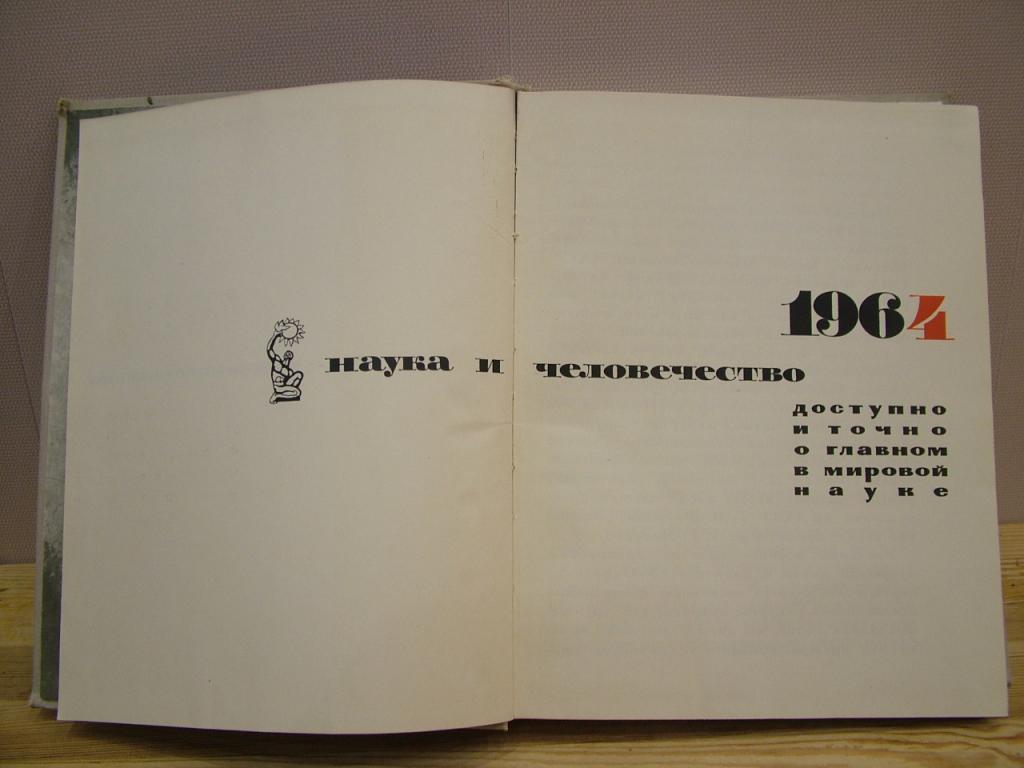 1964
наука и человечество
доступно
и точно
о главном
в мировой
науке